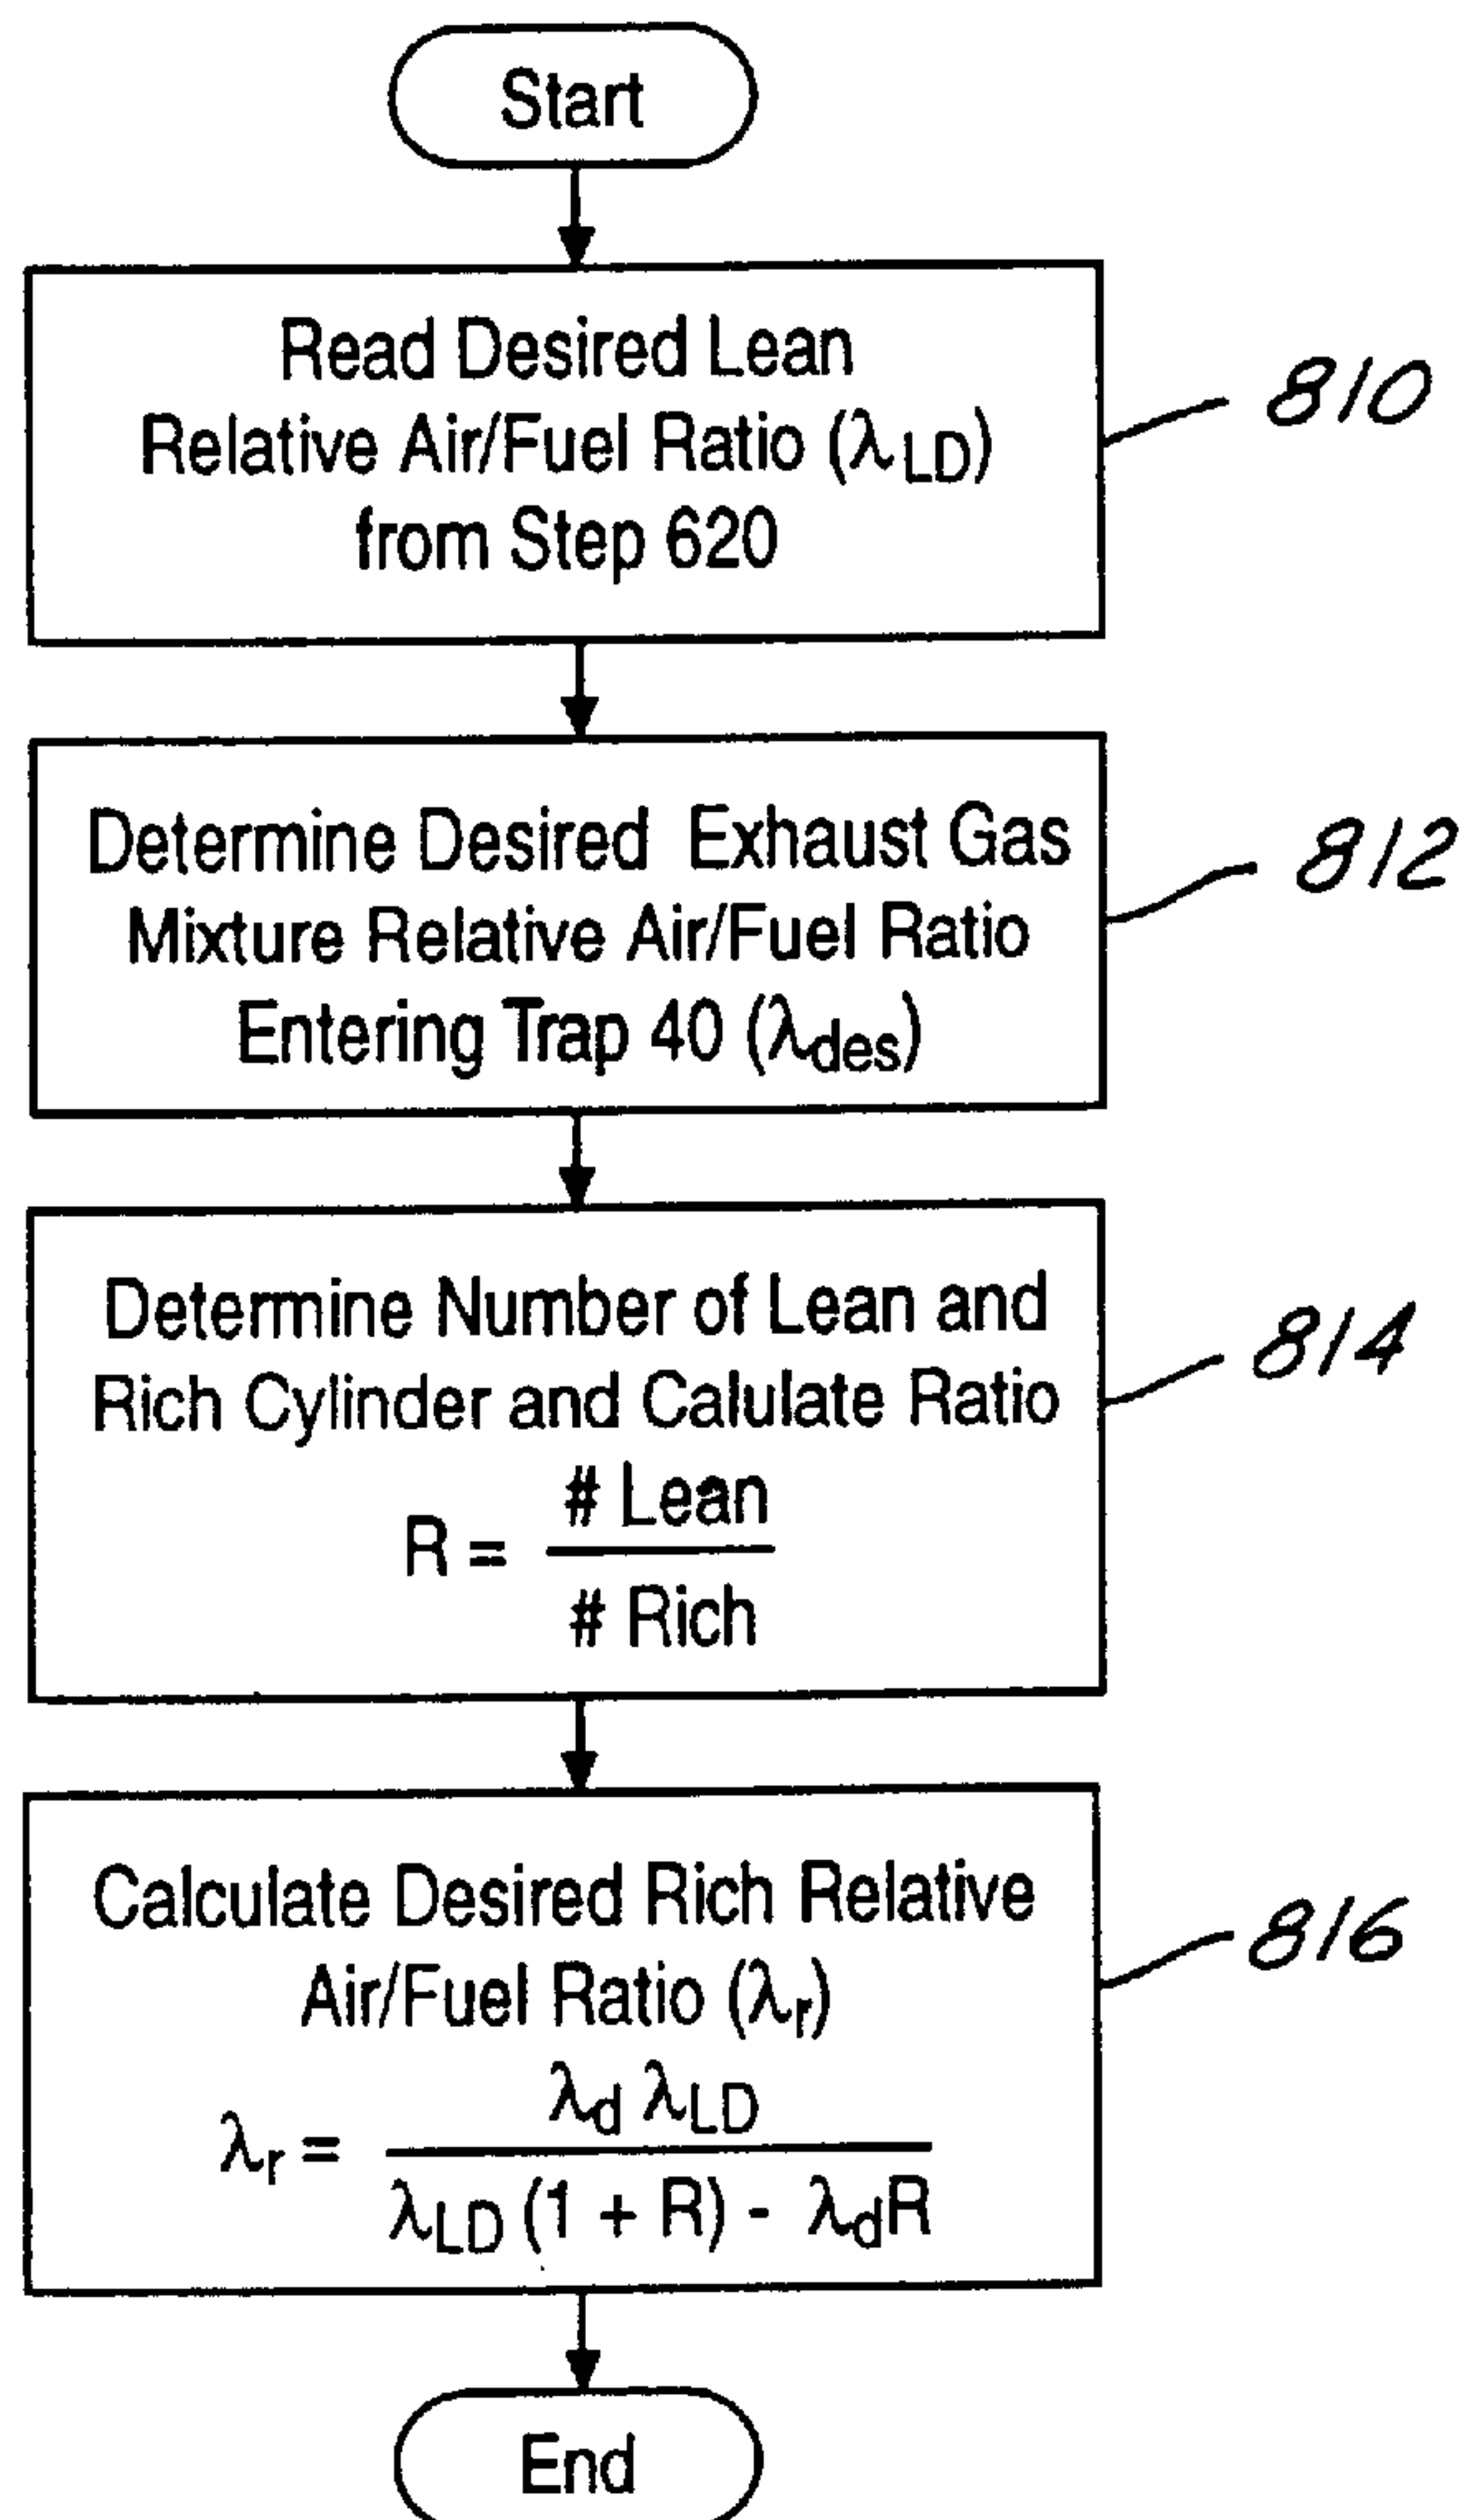 Start
Read Desired Lean
Relative Air/Fuel Ratio (λLD)
from Step 620
810
Determine Desired Exhaust Gas
Mixture Relative Air/Fuel Ratio
Entering Trap 40 (λdes)
812
Determine Number of Lean and
Rich Cylinder and Calulate Ratio
R = # Lean
# Rich
814
Calculate Desired Rich Relative
Air/Fuel Ratio (λr)
λr = λd λLD
λLD (1 + R) - λdR
816
End